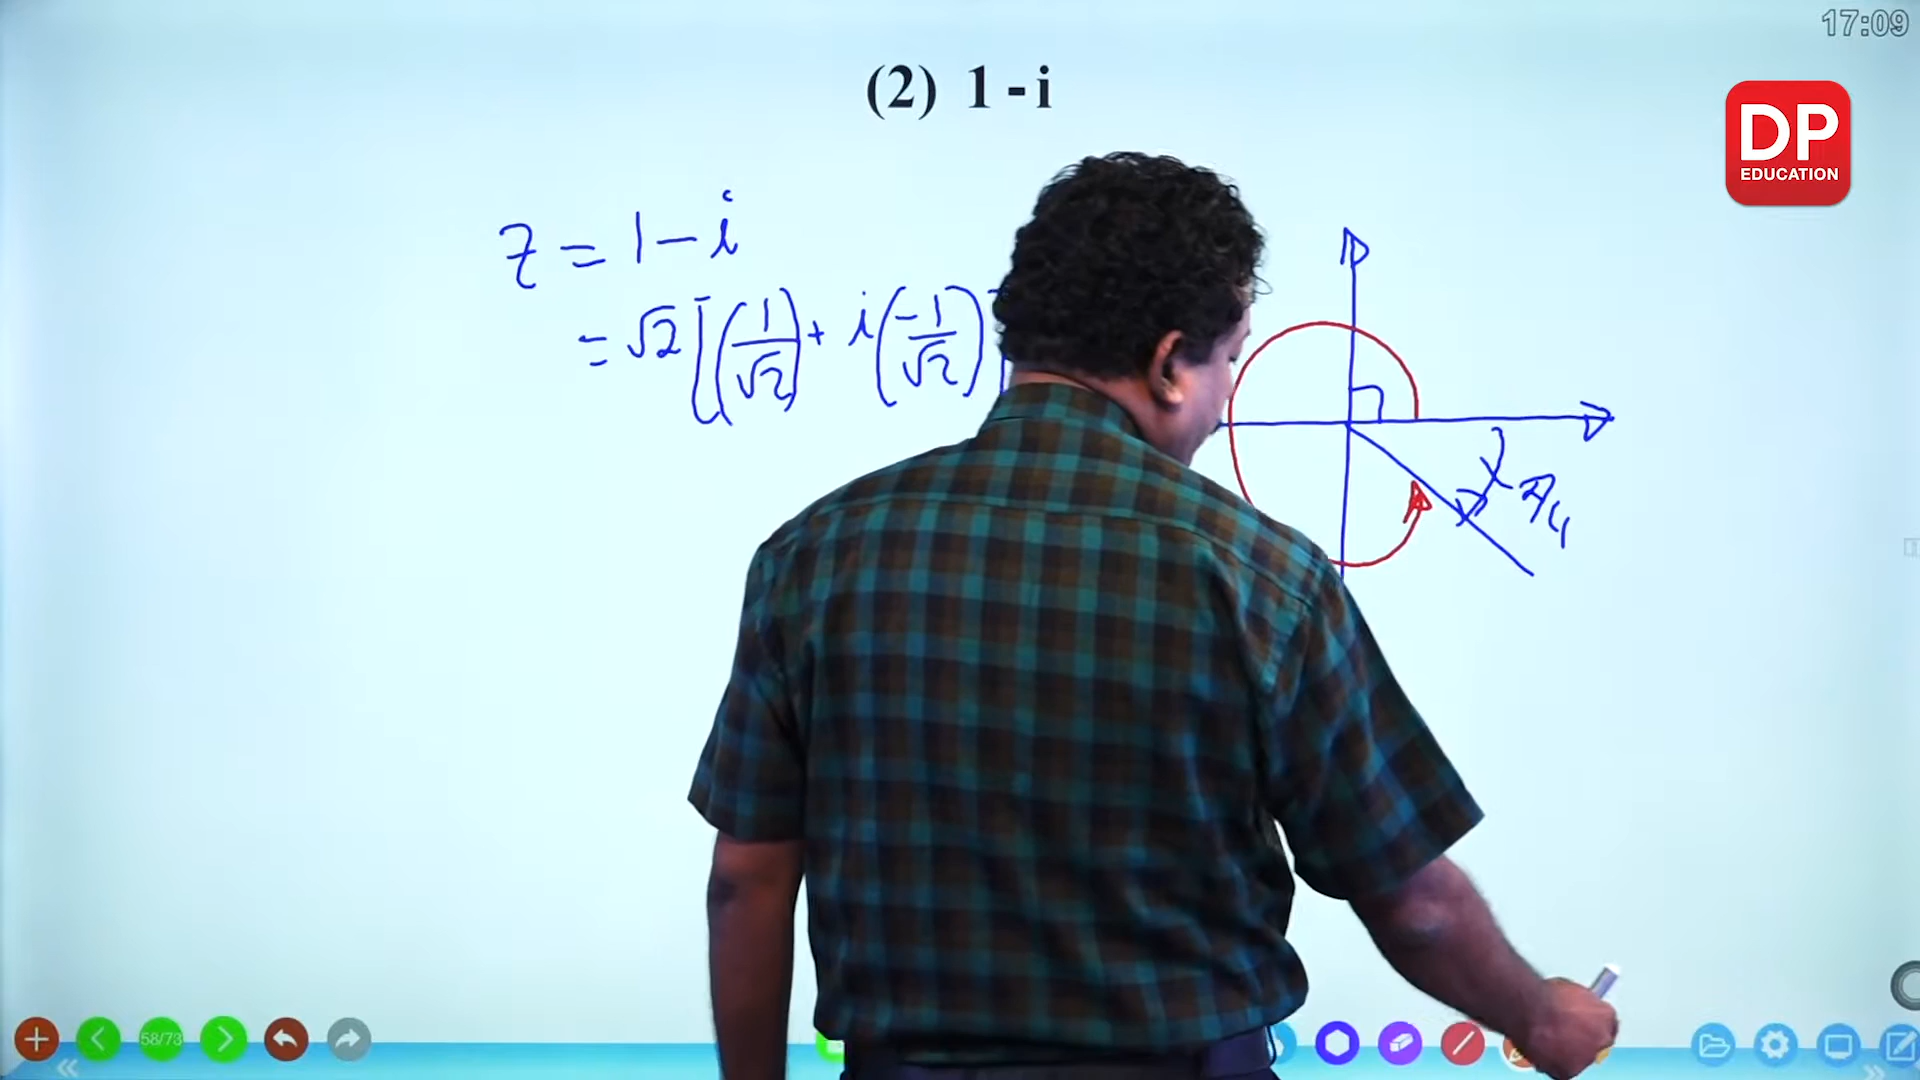 17:09
(2) 1 - i
DP
EDUCATION
z = 1 - i
= √2 [(1/√2) + i(-1/√2)
π/4
58/73